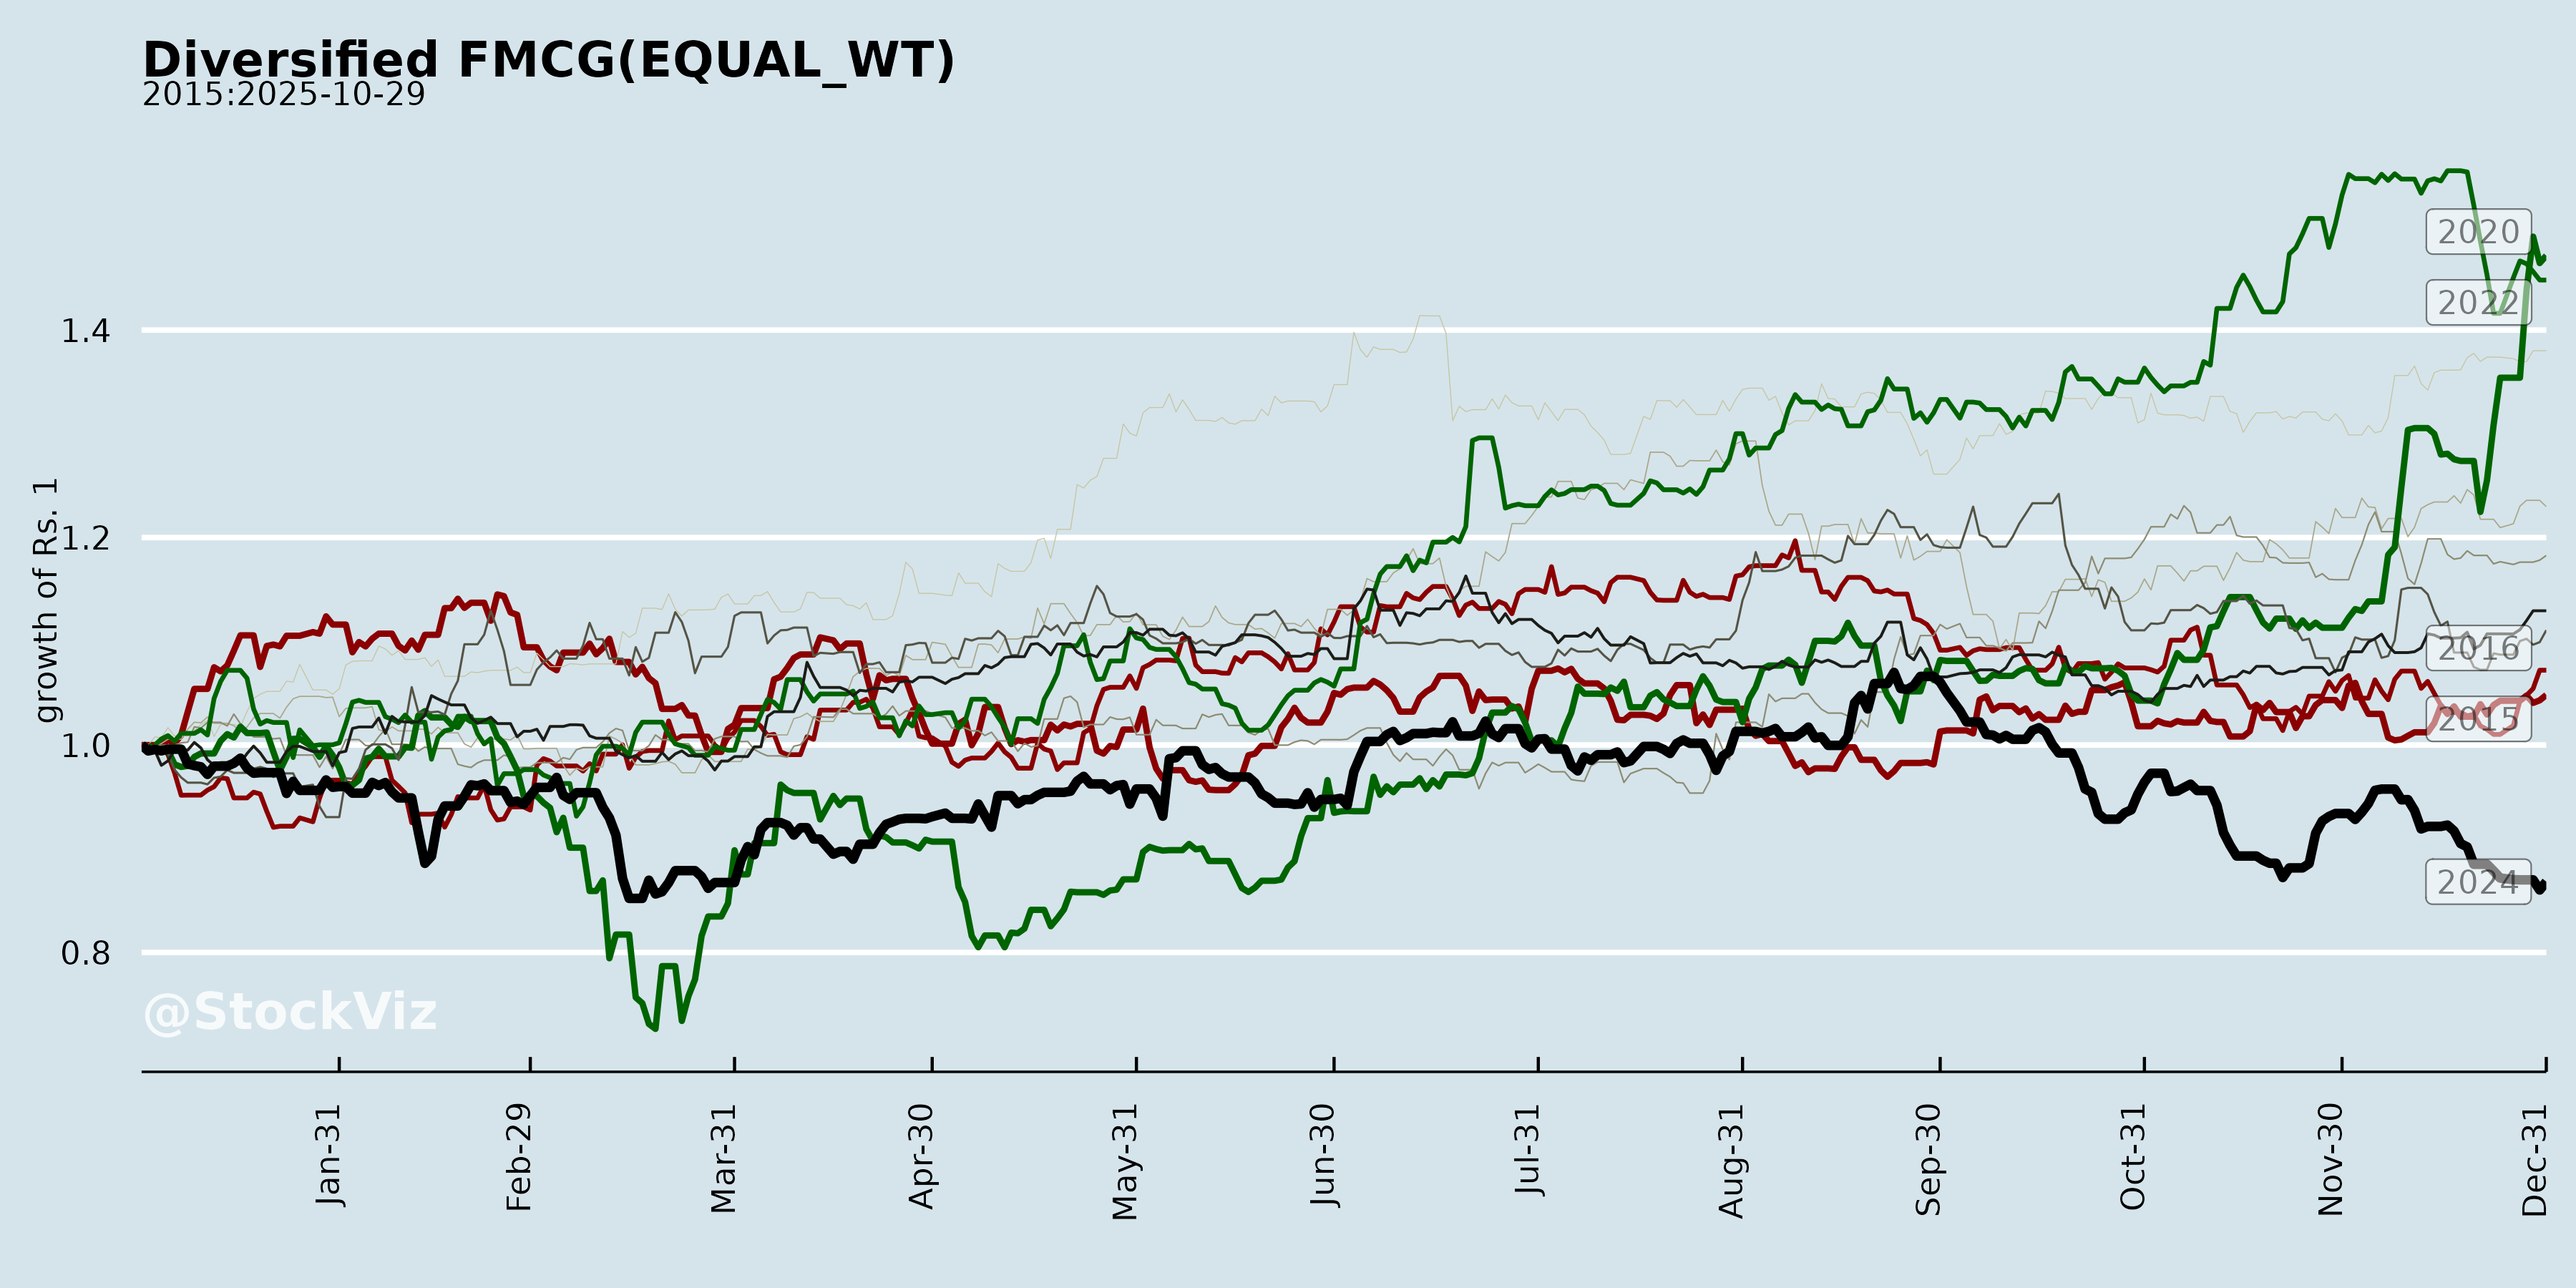 Diversified FMCG(EQUAL_WT)
2015:2025-10-29
growth of Rs. 1
1.4
1.2
1.0
0.8
2020
2022
2016
2015
2024
@StockViz
Jan-31
Feb-29
Mar-31
Apr-30
May-31
Jun-30
Jul-31
Aug-31
Sep-30
Oct-31
Nov-30
Dec-31